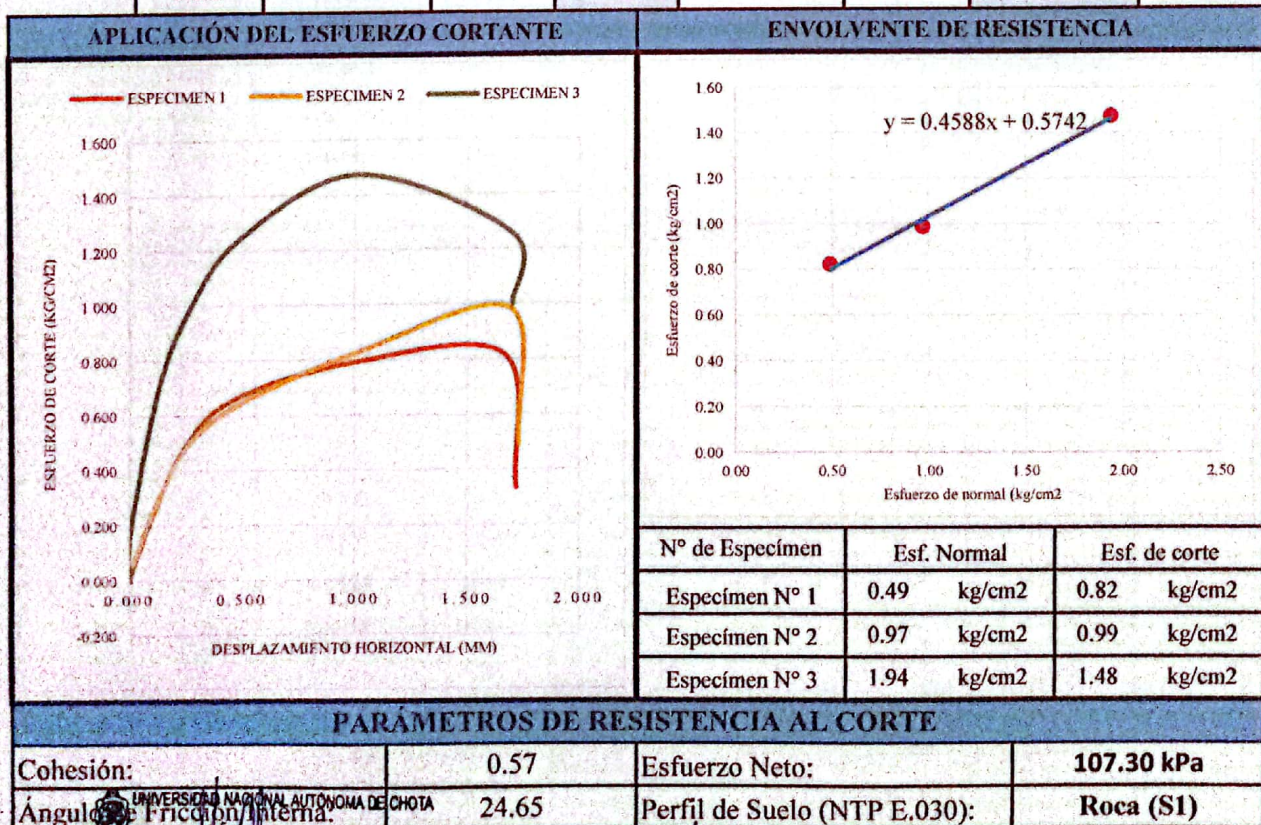 APLICACIÓN DEL ESFUERZO CORTANTE
ESPECIMEN 1 ESPECIMEN 2 ESPECIMEN 3
1.600
1.400
1.200
1.000
0.800
0.600
0.400
0.200
0.000
-0.200
0.000 0.500 1.000 1.500 2.000
ESFUERZO DE CORTE (KG/CM2)
DESPLAZAMIENTO HORIZONTAL (MM)
ENVOLVENTE DE RESISTENCIA
y = 0.4588x + 0.5742
1.60
1.40
1.20
1.00
0.80
0.60
0.40
0.20
0.00
0.00 0.50 1.00 1.50 2.00 2.50
Esfuerzo de corte (kg/cm2)
Esfuerzo de normal (kg/cm2
N° de Espécimen Esf. Normal Esf. de corte
Espécimen N° 1 0.49 kg/cm2 0.82 kg/cm2
Espécimen N° 2 0.97 kg/cm2 0.99 kg/cm2
Espécimen N° 3 1.94 kg/cm2 1.48 kg/cm2
PARÁMETROS DE RESISTENCIA AL CORTE
Cohesión: 0.57 Esfuerzo Neto: 107.30 kPa
UNIVERSIDAD NACIONAL AUTÓNOMA DE CHOTA
Ángulo de Fricción Interna: 24.65 Perfil de Suelo (NTP E.030): Roca (S1)